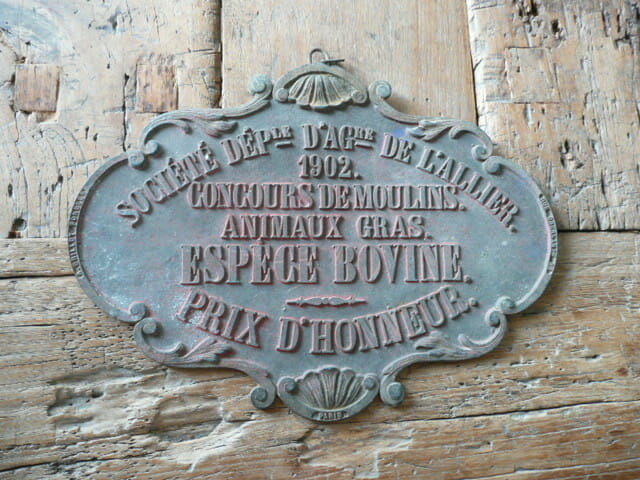 SOCIÉTÉ DÉPLE D'AGRE DE L'ALLIER.
1902.
CONCOURS DE MOULINS.
ANIMAUX GRAS.
ESPÈCE BOVINE.
PRIX D'HONNEUR.
PARIS